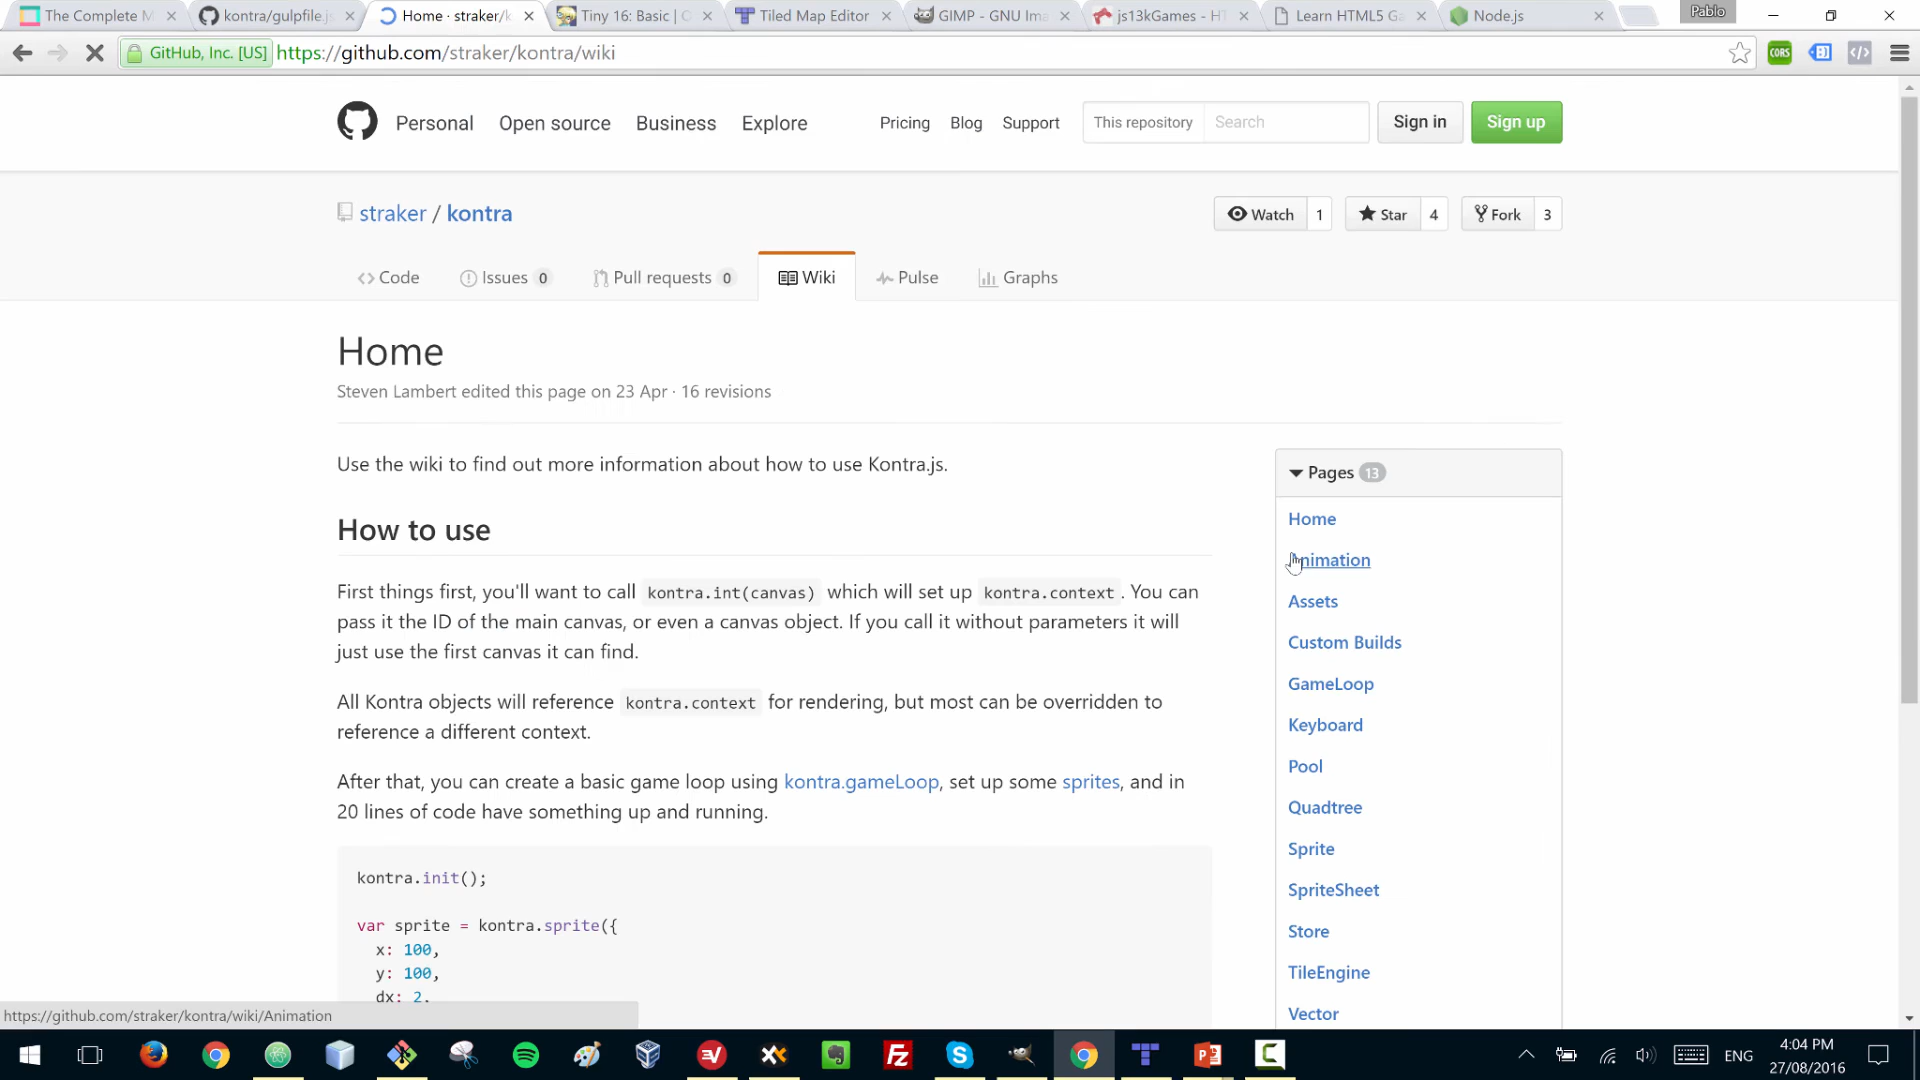 The Complete M
kontra/gulpfile.js
Home · straker/k
Tiny 16: Basic | O
Tiled Map Editor
GIMP - GNU Ima
js13kGames - HT
Learn HTML5 Ga
Node.js
Pablo
GitHub, Inc. [US]
https://github.com/straker/kontra/wiki
CORS
Personal
Open source
Business
Explore
Pricing
Blog
Support
This repository
Search
Sign in
Sign up
straker / kontra
Watch 1
Star 4
Fork 3
Code
Issues 0
Pull requests 0
Wiki
Pulse
Graphs
Home
Steven Lambert edited this page on 23 Apr · 16 revisions
Use the wiki to find out more information about how to use Kontra.js.
How to use
First things first, you'll want to call kontra.int(canvas) which will set up kontra.context. You can
pass it the ID of the main canvas, or even a canvas object. If you call it without parameters it will
just use the first canvas it can find.
All Kontra objects will reference kontra.context for rendering, but most can be overridden to
reference a different context.
After that, you can create a basic game loop using kontra.gameLoop, set up some sprites, and in
20 lines of code have something up and running.
kontra.init();
var sprite = kontra.sprite({
x: 100,
y: 100,
dx: 2,
Pages 13
Home
Animation
Assets
Custom Builds
GameLoop
Keyboard
Pool
Quadtree
Sprite
SpriteSheet
Store
TileEngine
Vector
https://github.com/straker/kontra/wiki/Animation
ENG
4:04 PM
27/08/2016